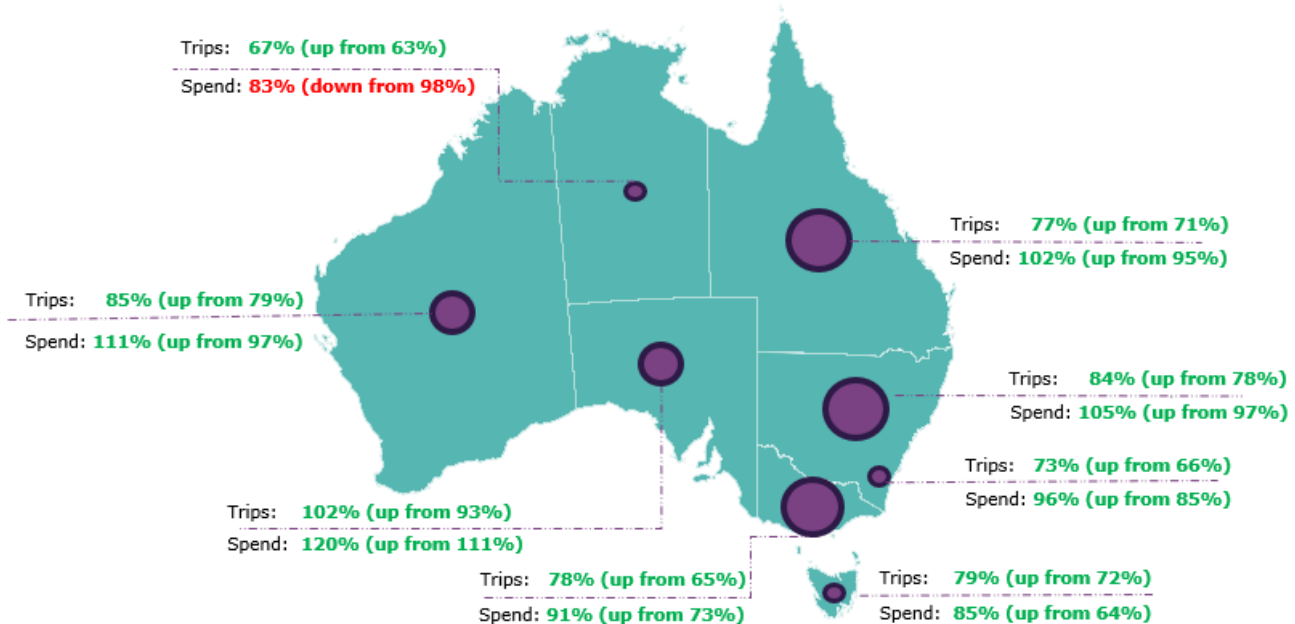 Trips: 67% (up from 63%)
Spend: 83% (down from 98%)
Trips: 77% (up from 71%)
Spend: 102% (up from 95%)
Trips: 85% (up from 79%)
Spend: 111% (up from 97%)
Trips: 84% (up from 78%)
Spend: 105% (up from 97%)
Trips: 73% (up from 66%)
Spend: 96% (up from 85%)
Trips: 102% (up from 93%)
Spend: 120% (up from 111%)
Trips: 78% (up from 65%)
Spend: 91% (up from 73%)
Trips: 79% (up from 72%)
Spend: 85% (up from 64%)